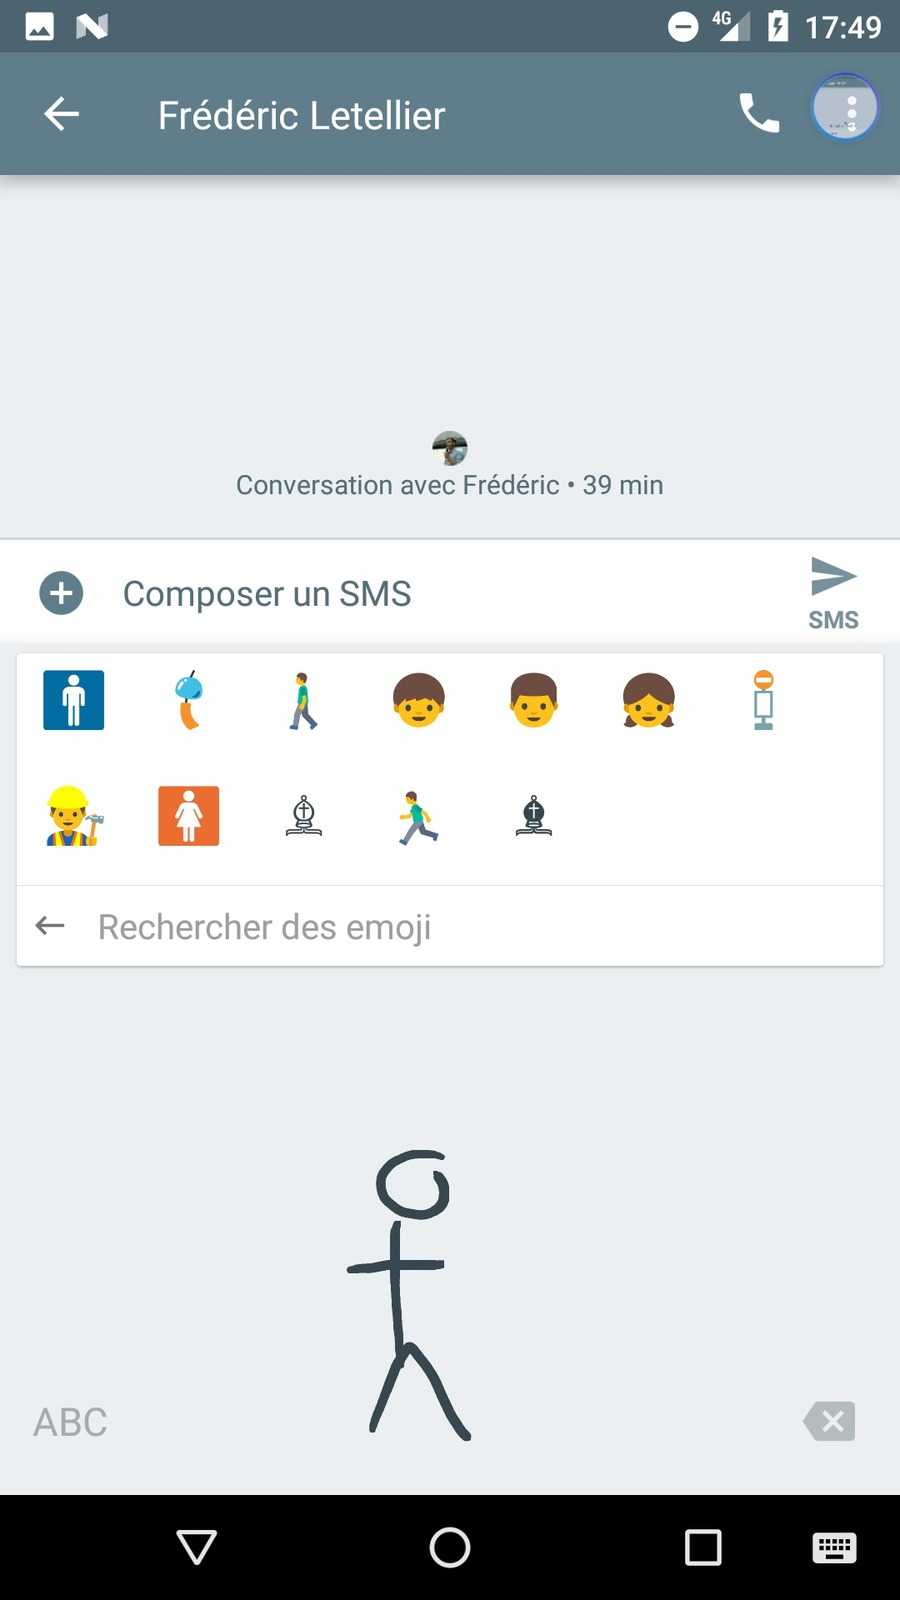 4G 17:49
Frédéric Letellier
Conversation avec Frédéric • 39 min
Composer un SMS
SMS
Rechercher des emoji
ABC